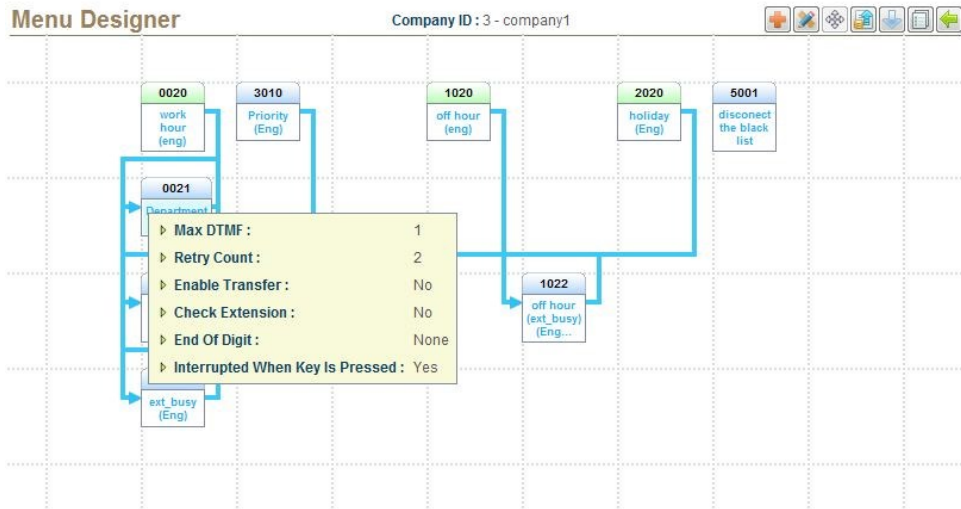 Menu Designer
Company ID : 3 - company1
0020
work
hour
(eng)
3010
Priority
(Eng)
1020
off hour
(eng)
2020
holiday
(Eng)
5001
disconect
the black
list
0021
Department
Max DTMF : 1
Retry Count : 2
Enable Transfer : No
Check Extension : No
End Of Digit : None
Interrupted When Key Is Pressed : Yes
1022
off hour
(ext_busy)
(Eng...
ext_busy
(Eng)